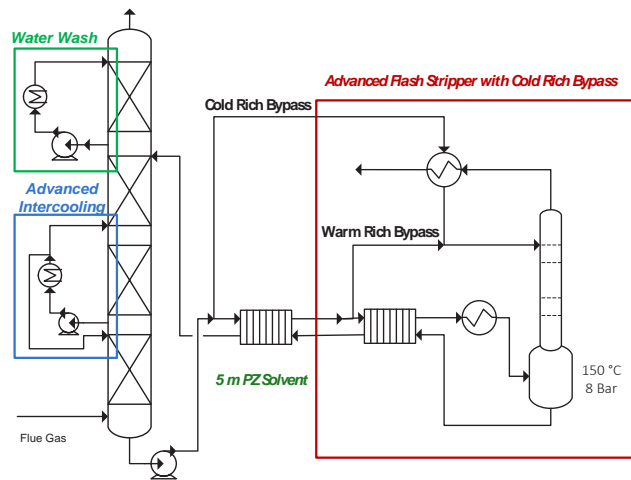 Water Wash
Advanced Flash Stripper with Cold Rich Bypass
Cold Rich Bypass
Advanced
Intercooling
Warm Rich Bypass
5 m PZ Solvent
150 °C
8 Bar
Flue Gas